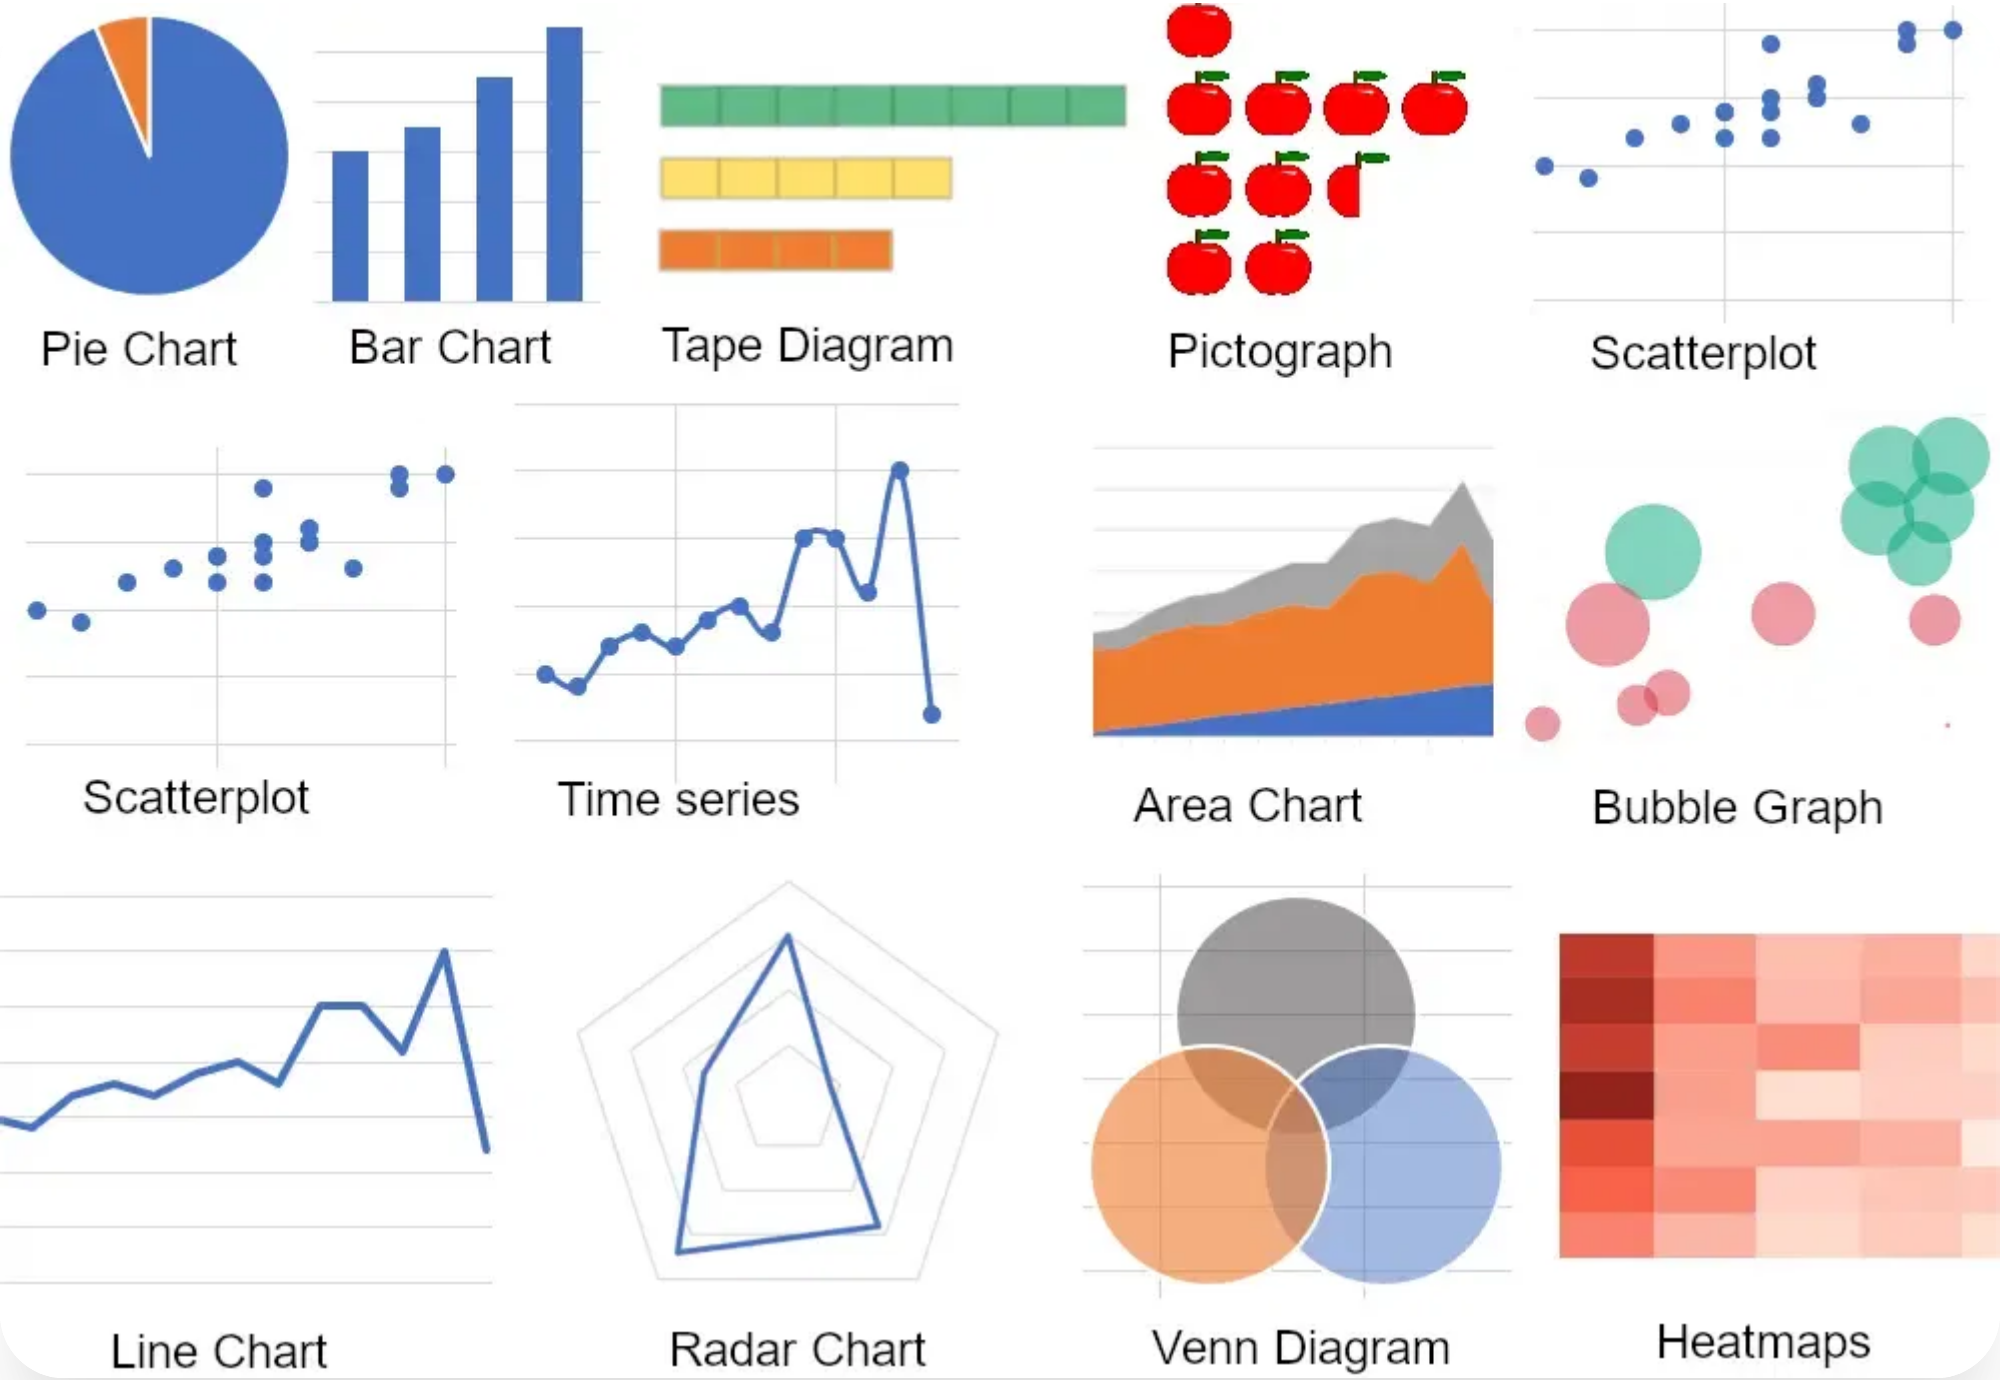 Pie Chart
Bar Chart
Tape Diagram
Pictograph
Scatterplot
Scatterplot
Time series
Area Chart
Bubble Graph
Line Chart
Radar Chart
Venn Diagram
Heatmaps